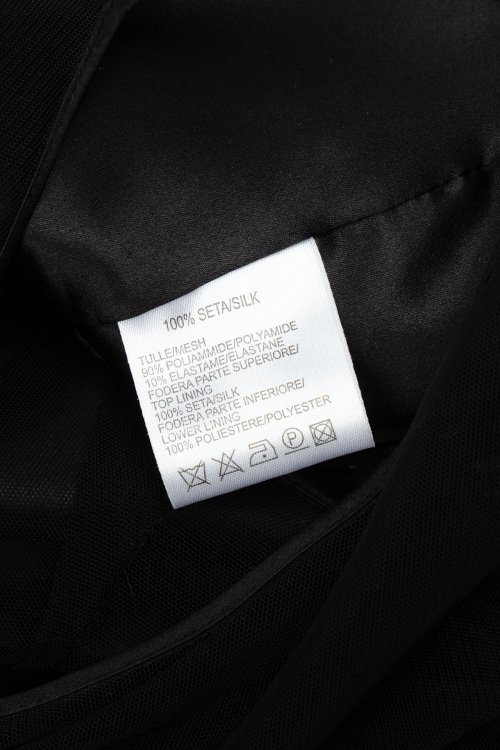 100% SETA/SILK
TULLE/MESH
90% POLIAMMIDE/POLYAMIDE
10% ELASTAME/ELASTANE
FODERA PARTE SUPERIORE/
TOP LINING
100% SETA/SILK
FODERA PARTE INFERIORE/
LOWER LINING
100% POLIESTERE/POLYESTER
P